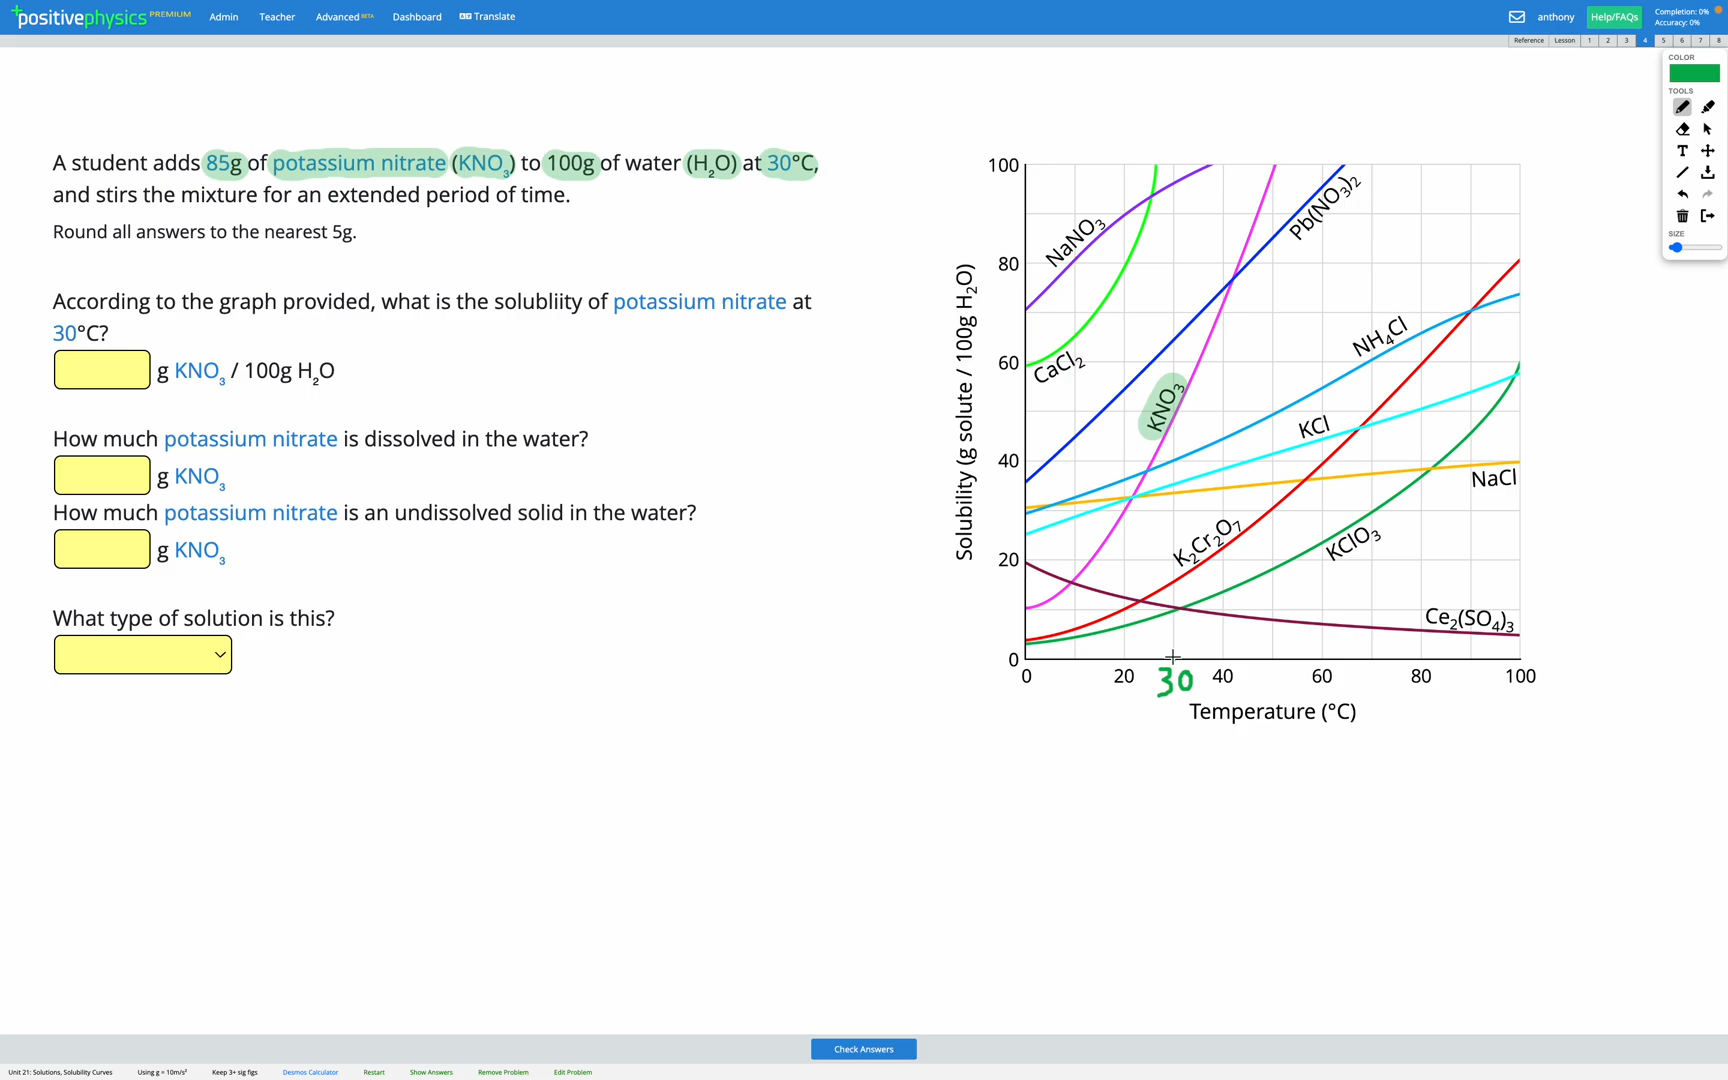 positivephysics PREMIUM Admin Teacher Advanced BETA Dashboard Translate anthony Help/FAQs Completion: 0%
Accuracy: 0%
Reference Lesson 1 2 3 4 5 6 7 8
COLOR
TOOLS
T
SIZE
A student adds 85g of potassium nitrate (KNO₃) to 100g of water (H₂O) at 30°C,
and stirs the mixture for an extended period of time.
Round all answers to the nearest 5g.
According to the graph provided, what is the solubliity of potassium nitrate at
30°C?
g KNO₃ / 100g H₂O
How much potassium nitrate is dissolved in the water?
g KNO₃
How much potassium nitrate is an undissolved solid in the water?
g KNO₃
What type of solution is this?
Solubility (g solute / 100g H₂O)
100
80
60
40
20
0
NaNO₃
CaCl₂
KNO₃
Pb(NO₃)₂
NH₄Cl
KCl
NaCl
K₂Cr₂O₇
KClO₃
Ce₂(SO₄)₃
0 20 30 40 60 80 100
Temperature (°C)
Check Answers
Unit 21: Solutions, Solubility Curves Using g = 10m/s² Keep 3+ sig figs Desmos Calculator Restart Show Answers Remove Problem Edit Problem